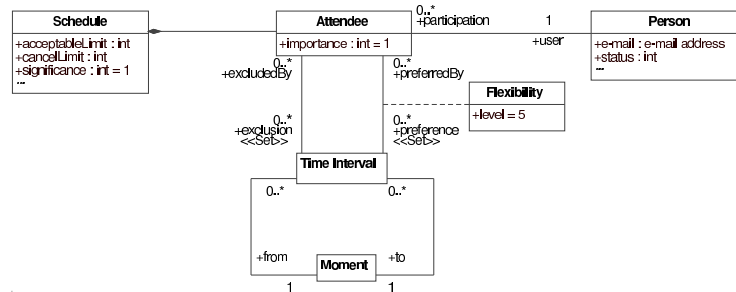 Schedule
+acceptableLimit : int
+cancelLimit : int
+significance : int = 1
...
Attendee
+importance : int = 1
0..*
+participation
1
+user
Person
+e-mail : e-mail address
+status : int
...
0..*
+excludedBy
0..*
+preferredBy
Flexibility
+level = 5
0..*
+exclusion
<<Set>>
0..*
+preference
<<Set>>
Time Interval
0..*
0..*
+from
+to
Moment
1
1